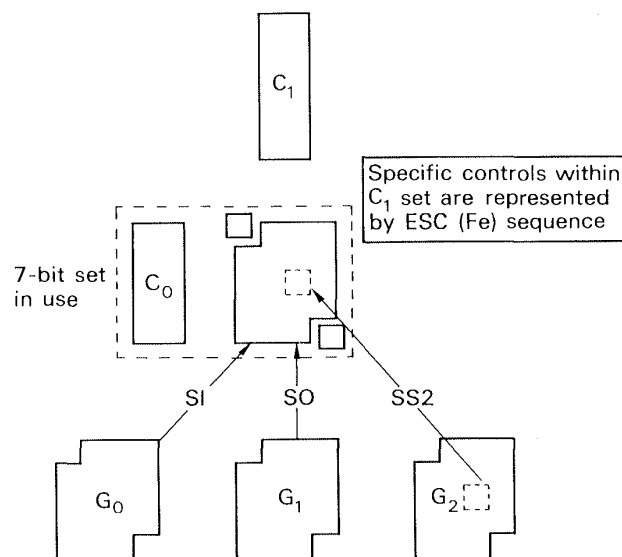 C1
Specific controls within
C1 set are represented
by ESC (Fe) sequence
7-bit set
in use
C0
SI
SO
SS2
G0
G1
G2